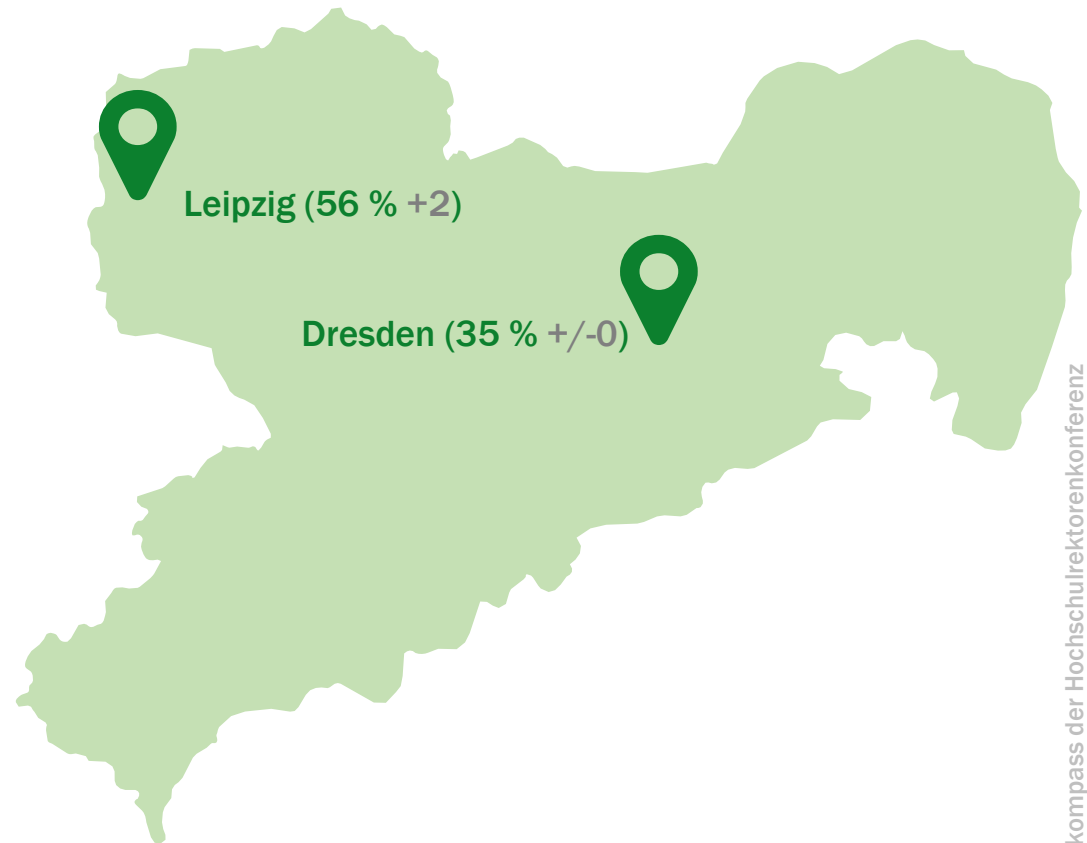 Leipzig (56 % +2)
Dresden (35 % +/-0)
kompass der Hochschulrektorenkonferenz